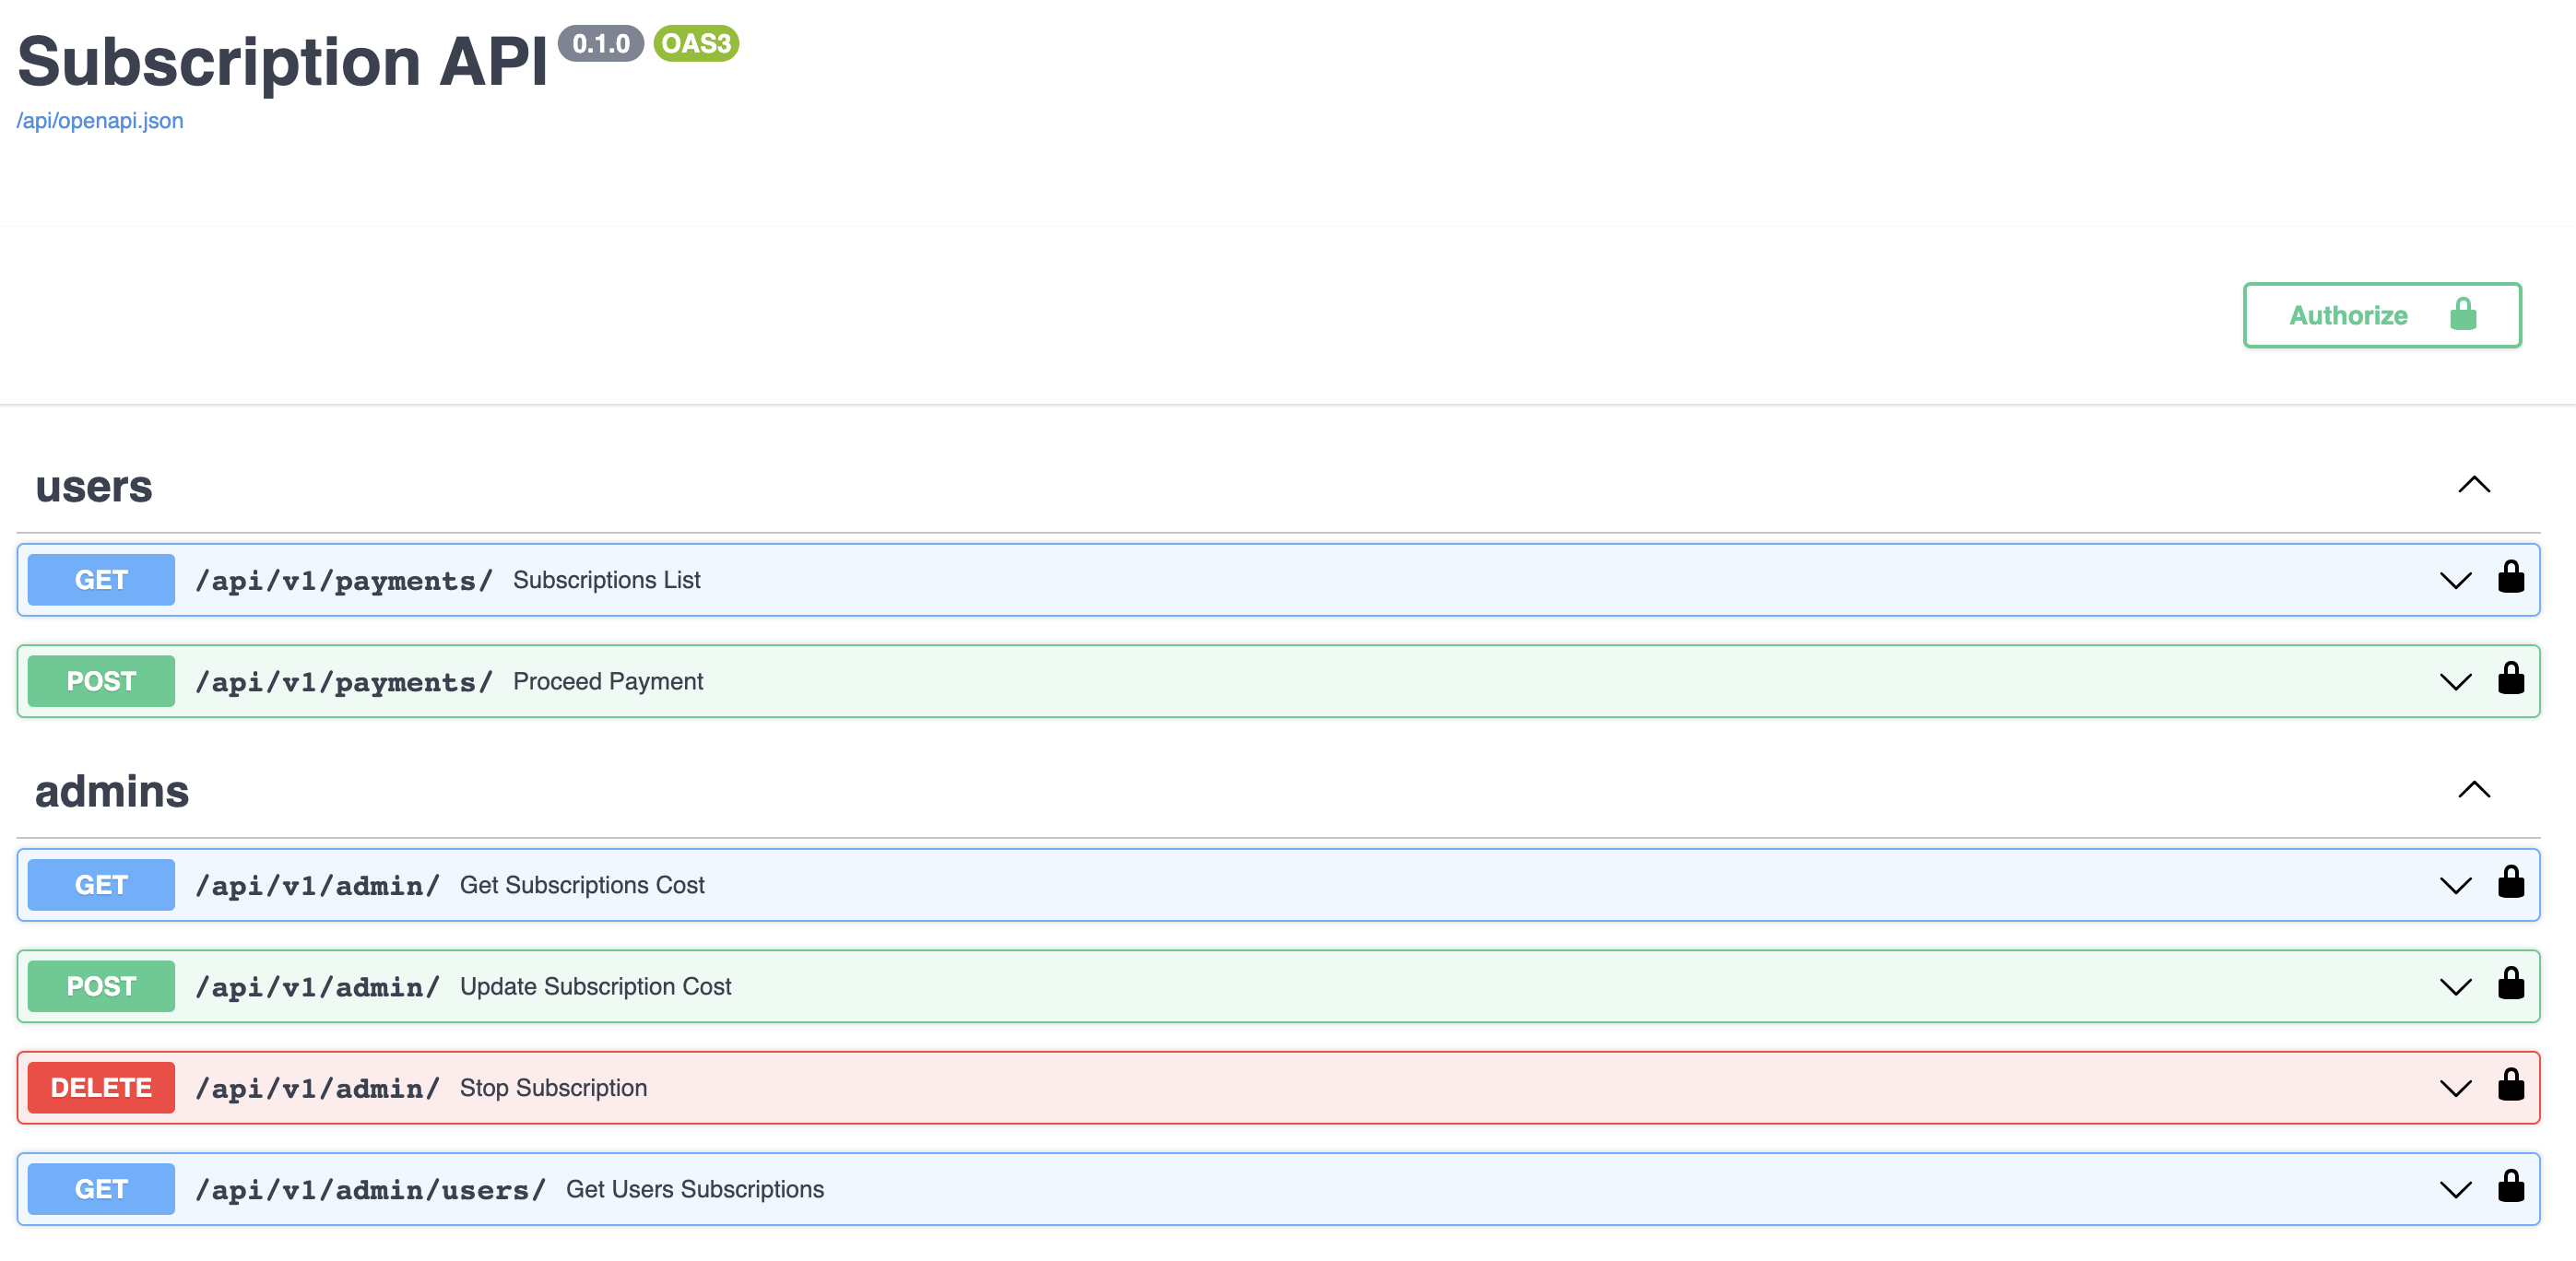 Subscription API 0.1.0 OAS3
/api/openapi.json
Authorize
users
GET /api/v1/payments/ Subscriptions List
POST /api/v1/payments/ Proceed Payment
admins
GET /api/v1/admin/ Get Subscriptions Cost
POST /api/v1/admin/ Update Subscription Cost
DELETE /api/v1/admin/ Stop Subscription
GET /api/v1/admin/users/ Get Users Subscriptions